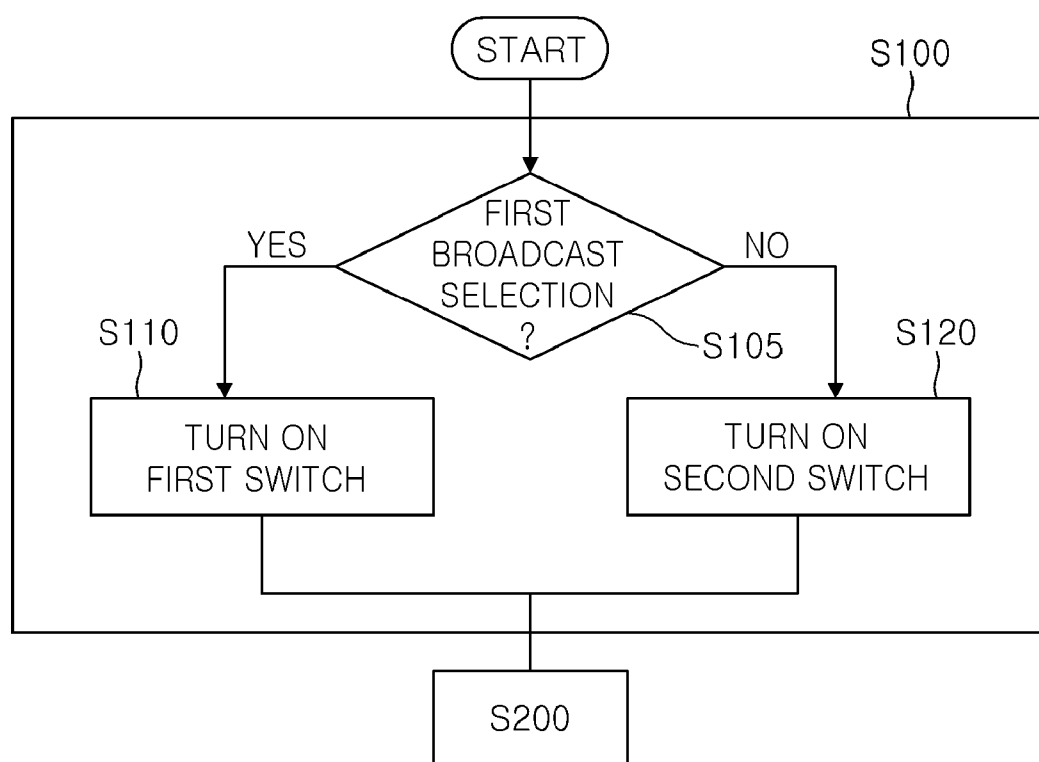 START
S100
FIRST
BROADCAST
SELECTION
?
YES
NO
S105
S110
S120
TURN ON
FIRST SWITCH
TURN ON
SECOND SWITCH
S200